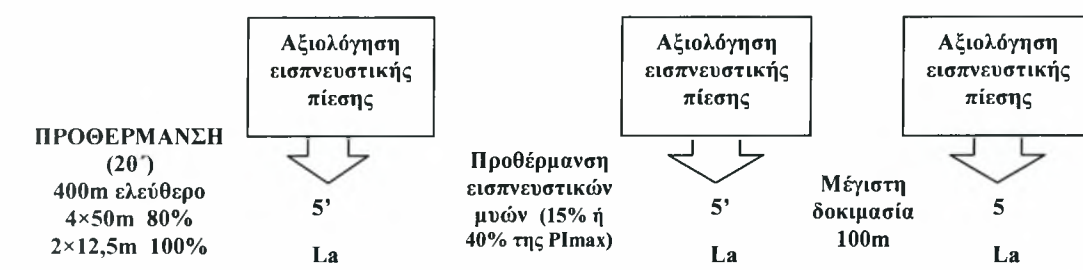 Αξιολόγηση
εισπνευστικής
πίεσης
ΠΡΟΘΕΡΜΑΝΣΗ
(20΄)
400m ελεύθερο
4×50m 80%
2×12,5m 100%
5’
La
Αξιολόγηση
εισπνευστικής
πίεσης
Προθέρμανση
εισπνευστικών
μυών (15% ή
40% της PImax)
5’
La
Αξιολόγηση
εισπνευστικής
πίεσης
Μέγιστη
δοκιμασία
100m
5
La